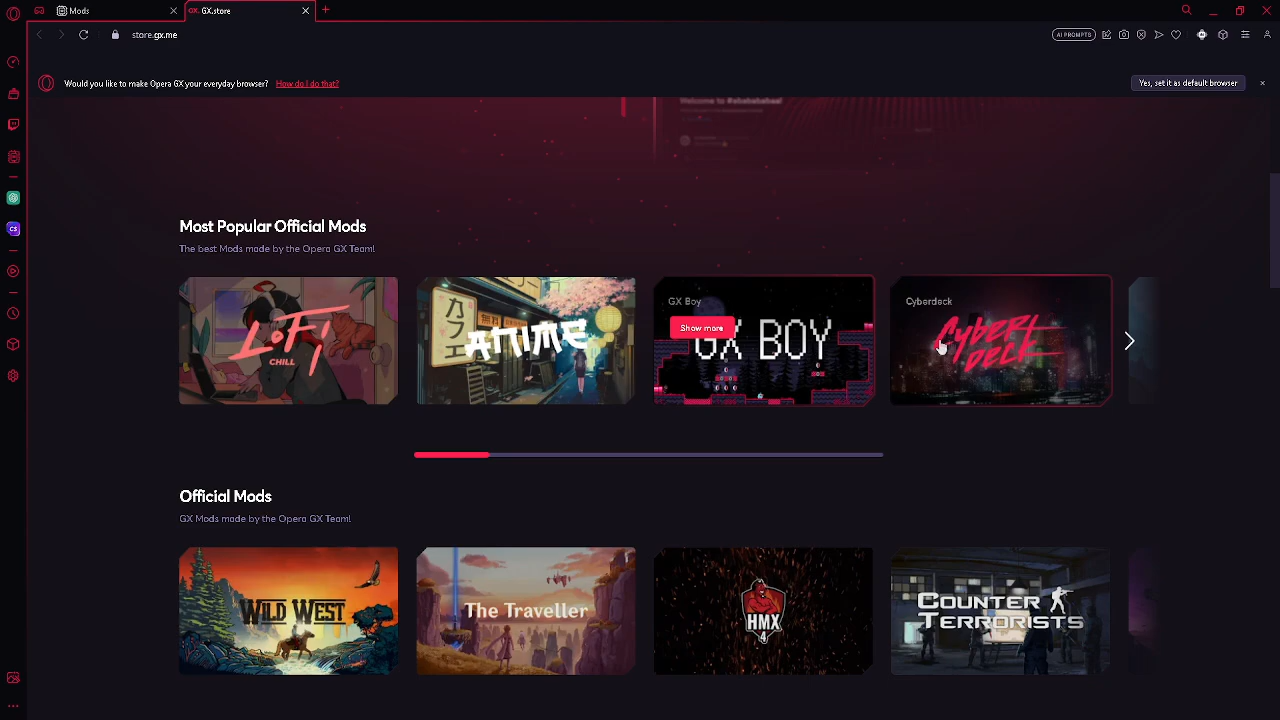 Mods
GX.store
store.gx.me
AI PROMPTS
Would you like to make Opera GX your everyday browser? How do I do that?
Yes, set it as default browser
Most Popular Official Mods
The best Mods made by the Opera GX Team!
LOFI
CHILL
カフェ
ANIME
GX Boy
Show more
GX BOY
Cyberdeck
CYBER
DECK
Official Mods
GX Mods made by the Opera GX Team!
WILD WEST
The Traveller
HMX
4
COUNTER
TERRORISTS